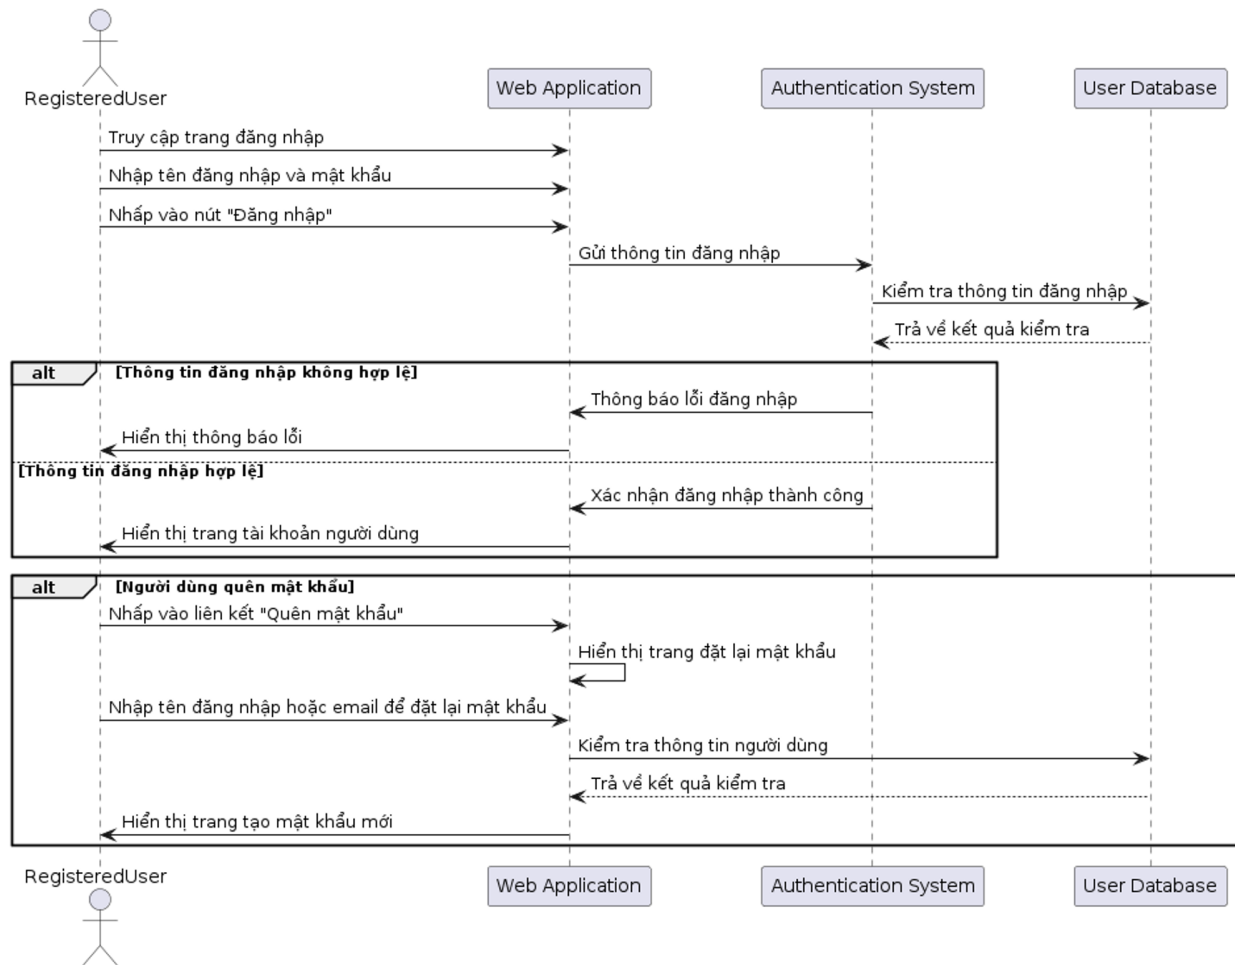 RegisteredUser
Web Application
Authentication System
User Database
Truy cập trang đăng nhập
Nhập tên đăng nhập và mật khẩu
Nhấp vào nút "Đăng nhập"
Gửi thông tin đăng nhập
Kiểm tra thông tin đăng nhập
Trả về kết quả kiểm tra
alt [Thông tin đăng nhập không hợp lệ]
Thông báo lỗi đăng nhập
Hiển thị thông báo lỗi
[Thông tin đăng nhập hợp lệ]
Xác nhận đăng nhập thành công
Hiển thị trang tài khoản người dùng
alt [Người dùng quên mật khẩu]
Nhấp vào liên kết "Quên mật khẩu"
Hiển thị trang đặt lại mật khẩu
Nhập tên đăng nhập hoặc email để đặt lại mật khẩu
Kiểm tra thông tin người dùng
Trả về kết quả kiểm tra
Hiển thị trang tạo mật khẩu mới
RegisteredUser
Web Application
Authentication System
User Database